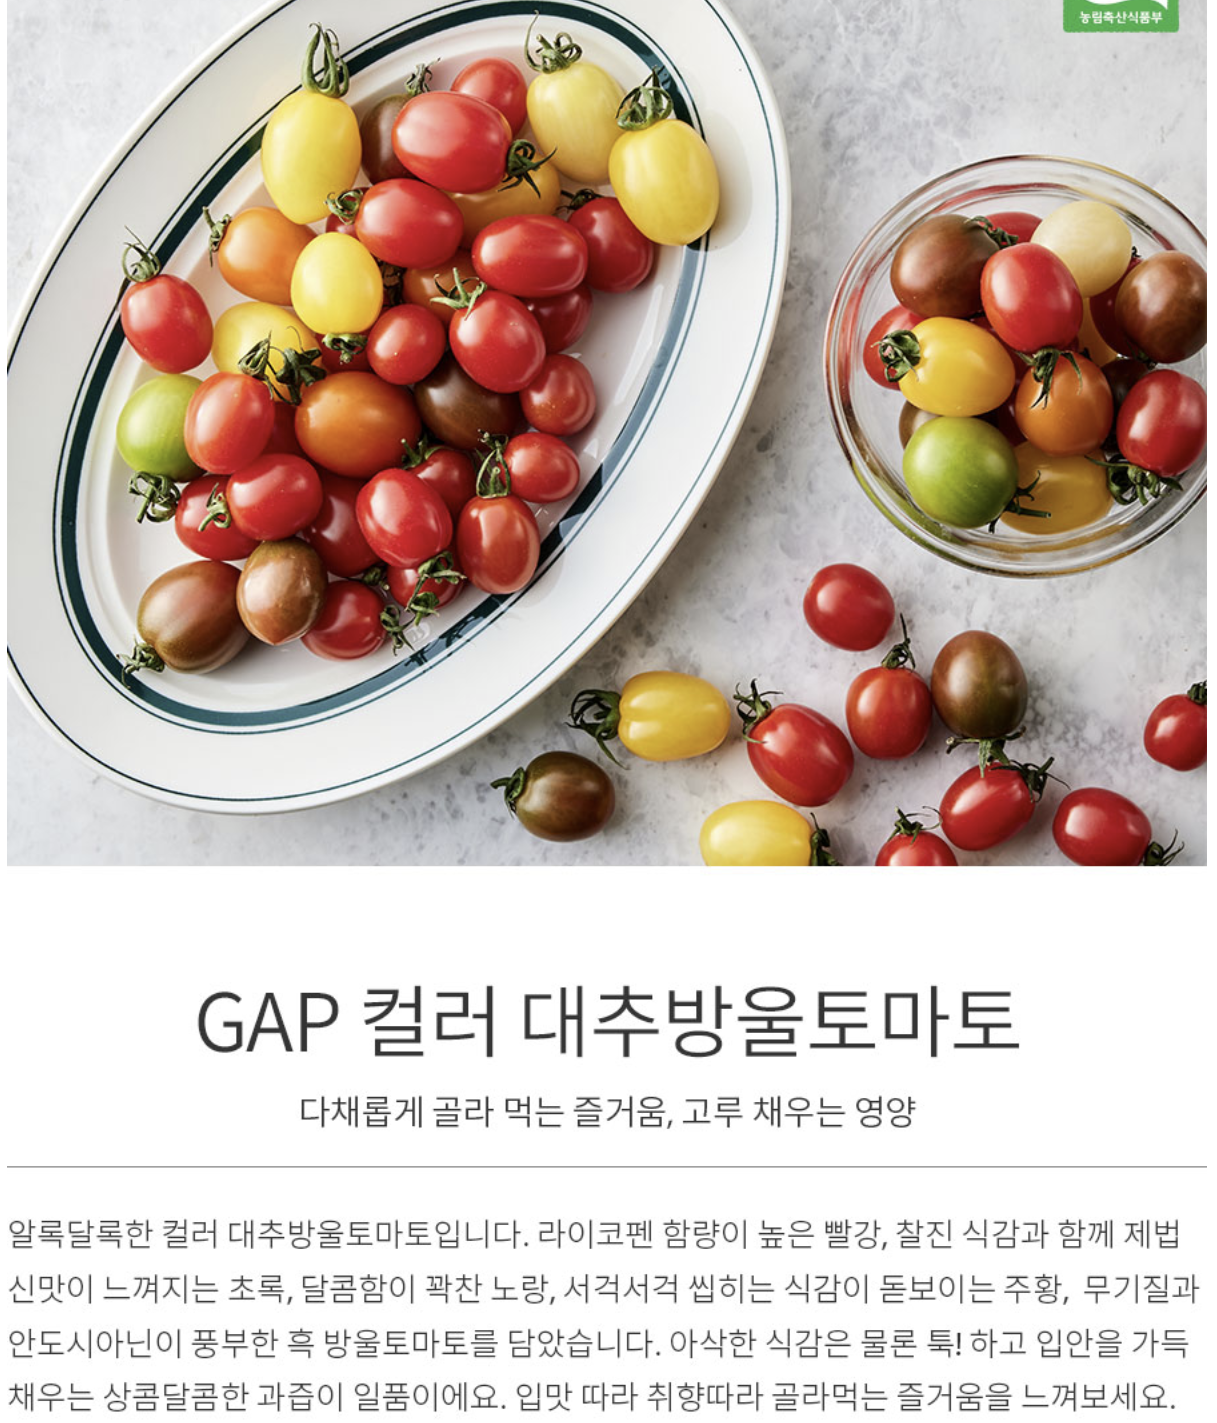 농림축산식품부
GAP 컬러 대추방울토마토
다채롭게 골라 먹는 즐거움, 고루 채우는 영양
알록달록한 컬러 대추방울토마토입니다. 라이코펜 함량이 높은 빨강, 찰진 식감과 함께 제법
신맛이 느껴지는 초록, 달콤함이 꽉찬 노랑, 서걱서걱 씹히는 식감이 돋보이는 주황, 무기질과
안도시아닌이 풍부한 흑 방울토마토를 담았습니다. 아삭한 식감은 물론 툭! 하고 입안을 가득
채우는 상콤달콤한 과즙이 일품이에요. 입맛 따라 취향따라 골라먹는 즐거움을 느껴보세요.